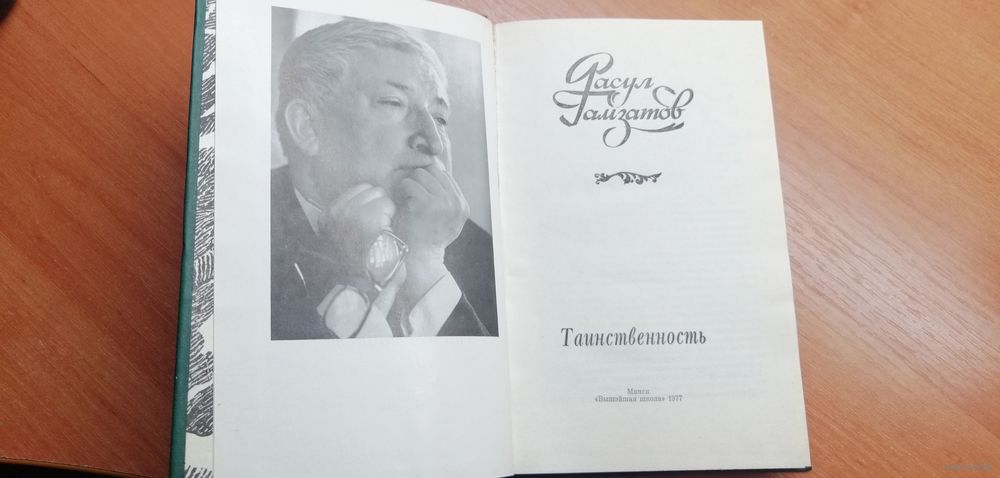 Расул
Гамзатов
Таинственность
Минск
«Вышэйшая школа» 1977